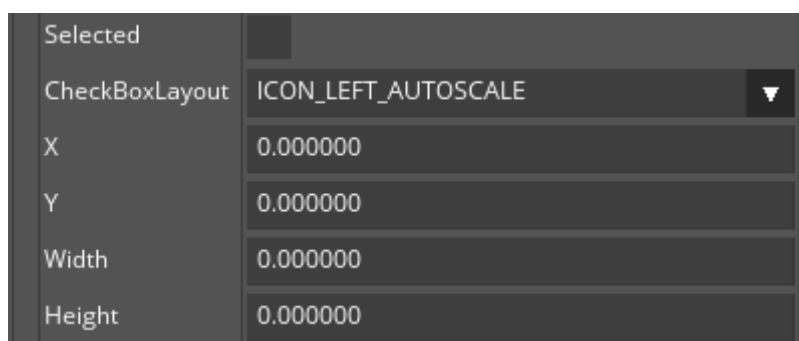 Selected
CheckBoxLayout ICON_LEFT_AUTOSCALE
X 0.000000
Y 0.000000
Width 0.000000
Height 0.000000